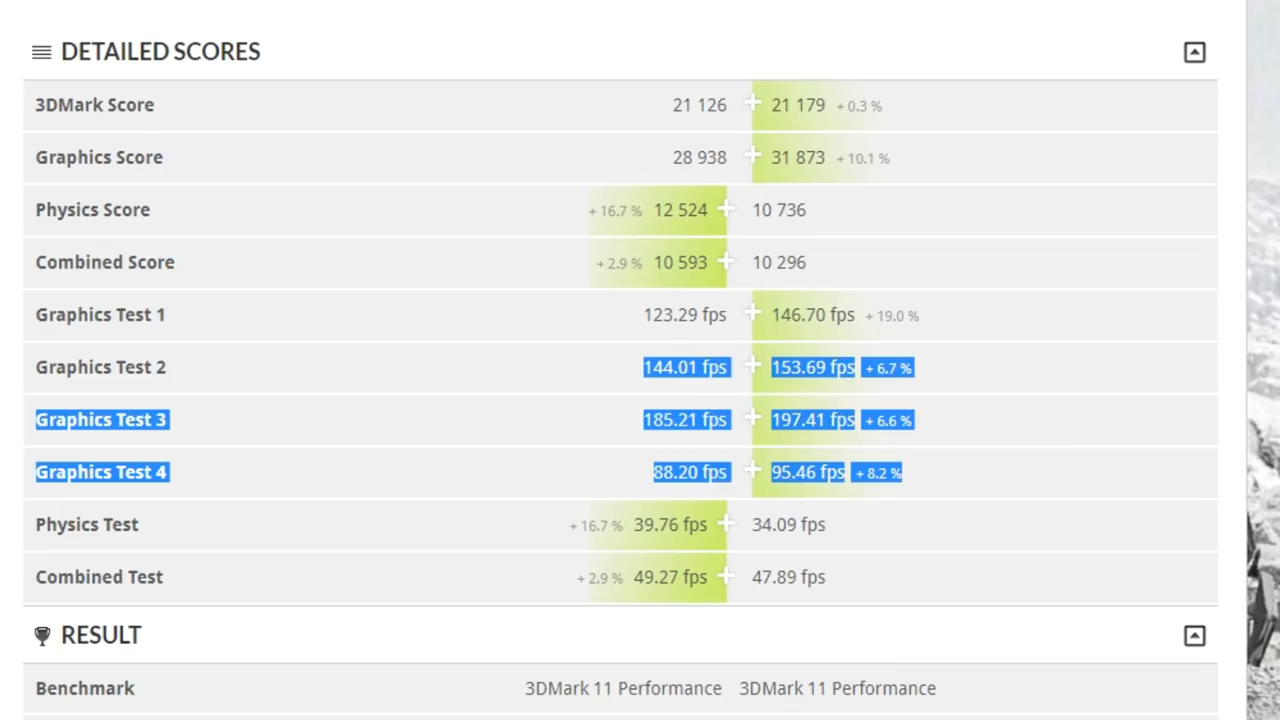 DETAILED SCORES
3DMark Score 21 126 21 179 + 0.3 %
Graphics Score 28 938 31 873 + 10.1 %
Physics Score + 16.7 % 12 524 10 736
Combined Score + 2.9 % 10 593 10 296
Graphics Test 1 123.29 fps 146.70 fps + 19.0 %
Graphics Test 2 144.01 fps 153.69 fps + 6.7 %
Graphics Test 3 185.21 fps 197.41 fps + 6.6 %
Graphics Test 4 88.20 fps 95.46 fps + 8.2 %
Physics Test + 16.7 % 39.76 fps 34.09 fps
Combined Test + 2.9 % 49.27 fps 47.89 fps
RESULT
Benchmark 3DMark 11 Performance 3DMark 11 Performance